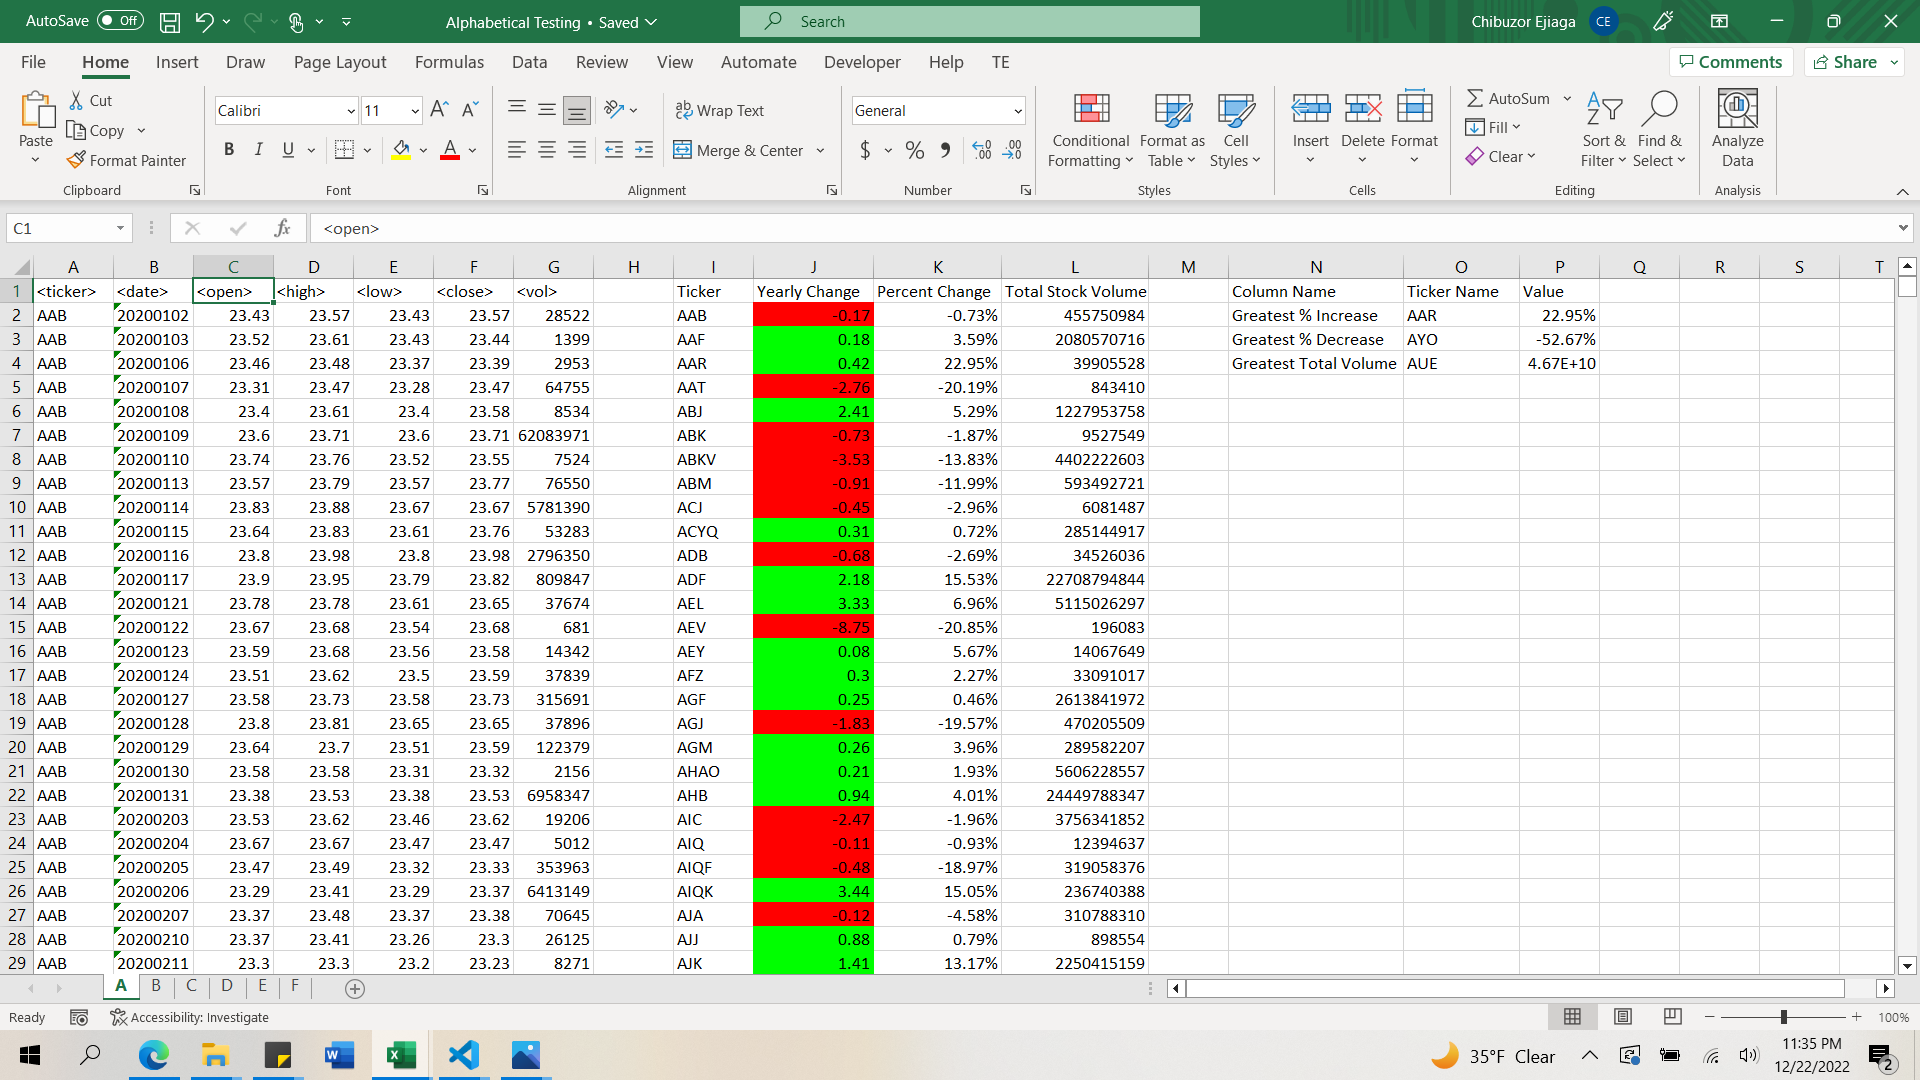 AutoSave Off Alphabetical Testing • Saved Search Chibuzor Ejiaga CE
File Home Insert Draw Page Layout Formulas Data Review View Automate Developer Help TE Comments Share
Paste Cut Copy Format Painter Clipboard
Calibri 11 B I U A Font
ab Wrap Text Merge & Center Alignment
General $ % Number
Conditional Formatting Format as Table Cell Styles Styles
Insert Delete Format Cells
AutoSum Fill Clear Sort & Filter Find & Select Editing
Analyze Data Analysis
C1 fx <open>
A B C D E F G H I J K L M N O P Q R S T
1 <ticker> <date> <open> <high> <low> <close> <vol> Ticker Yearly Change Percent Change Total Stock Volume Column Name Ticker Name Value
2 AAB 20200102 23.43 23.57 23.43 23.57 28522 AAB -0.17 -0.73% 455750984 Greatest % Increase AAR 22.95%
3 AAB 20200103 23.52 23.61 23.43 23.44 1399 AAF 0.18 3.59% 2080570716 Greatest % Decrease AYO -52.67%
4 AAB 20200106 23.46 23.48 23.37 23.39 2953 AAR 0.42 22.95% 39905528 Greatest Total Volume AUE 4.67E+10
5 AAB 20200107 23.31 23.47 23.28 23.47 64755 AAT -2.76 -20.19% 843410
6 AAB 20200108 23.4 23.61 23.4 23.58 8534 ABJ 2.41 5.29% 1227953758
7 AAB 20200109 23.6 23.71 23.6 23.71 62083971 ABK -0.73 -1.87% 9527549
8 AAB 20200110 23.74 23.76 23.52 23.55 7524 ABKV -3.53 -13.83% 4402222603
9 AAB 20200113 23.57 23.79 23.57 23.77 76550 ABM -0.91 -11.99% 593492721
10 AAB 20200114 23.83 23.88 23.67 23.67 5781390 ACJ -0.45 -2.96% 6081487
11 AAB 20200115 23.64 23.83 23.61 23.76 53283 ACYQ 0.31 0.72% 285144917
12 AAB 20200116 23.8 23.98 23.8 23.98 2796350 ADB -0.68 -2.69% 34526036
13 AAB 20200117 23.9 23.95 23.79 23.82 809847 ADF 2.18 15.53% 22708794844
14 AAB 20200121 23.78 23.78 23.61 23.65 37674 AEL 3.33 6.96% 5115026297
15 AAB 20200122 23.67 23.68 23.54 23.68 681 AEV -8.75 -20.85% 196083
16 AAB 20200123 23.59 23.68 23.56 23.58 14342 AEY 0.08 5.67% 14067649
17 AAB 20200124 23.51 23.62 23.5 23.59 37839 AFZ 0.3 2.27% 33091017
18 AAB 20200127 23.58 23.73 23.58 23.73 315691 AGF 0.25 0.46% 2613841972
19 AAB 20200128 23.8 23.81 23.65 23.65 37896 AGJ -1.83 -19.57% 470205509
20 AAB 20200129 23.64 23.7 23.51 23.59 122379 AGM 0.26 3.96% 289582207
21 AAB 20200130 23.58 23.58 23.31 23.32 2156 AHAO 0.21 1.93% 5606228557
22 AAB 20200131 23.38 23.53 23.38 23.53 6958347 AHB 0.94 4.01% 24449788347
23 AAB 20200203 23.53 23.62 23.46 23.62 19206 AIC -2.47 -1.96% 3756341852
24 AAB 20200204 23.67 23.67 23.47 23.47 5012 AIQ -0.11 -0.93% 12394637
25 AAB 20200205 23.47 23.49 23.32 23.33 353963 AIQF -0.48 -18.97% 319058376
26 AAB 20200206 23.29 23.41 23.29 23.37 6413149 AIQK 3.44 15.05% 236740388
27 AAB 20200207 23.37 23.48 23.37 23.38 70645 AJA -0.12 -4.58% 310788310
28 AAB 20200210 23.37 23.41 23.26 23.3 26125 AJJ 0.88 0.79% 898554
29 AAB 20200211 23.3 23.3 23.2 23.23 8271 AJK 1.41 13.17% 2250415159
A B C D E F
Ready Accessibility: Investigate 100%
35°F Clear 11:35 PM
12/22/2022 2